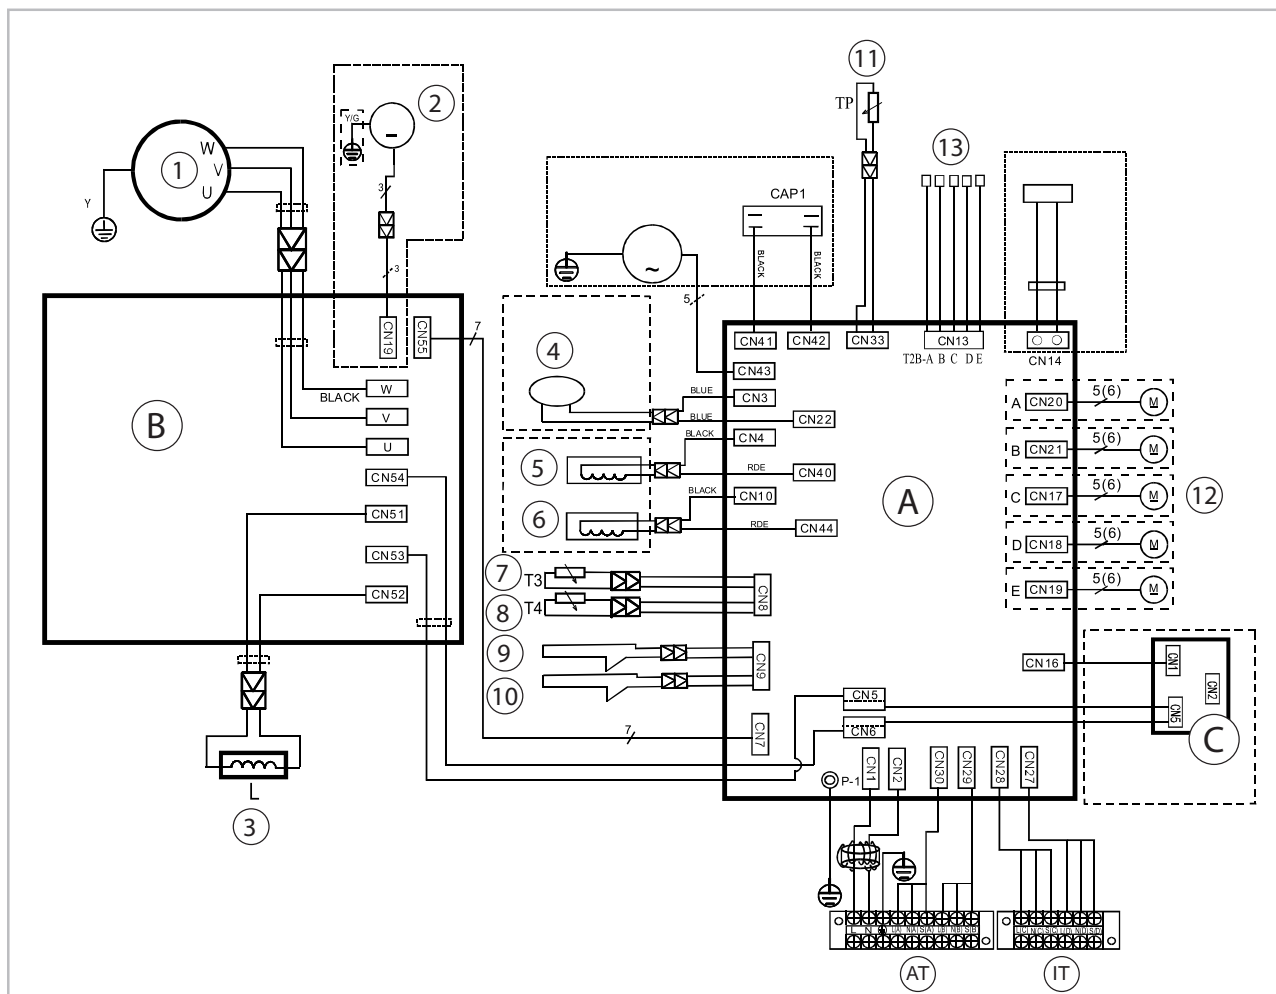 11
2
TP
Y/G
13
1
W
V
U
CAP1
Y
3
BLACK
BLACK
3
5
7
CN19
CN55
CN41
CN42
CN33
CN13
T2B-A B C D E
CN14
4
CN43
BLUE
CN3
BLUE
CN22
BLACK
W
V
U
B
BLACK
CN4
5
RDE
CN40
BLACK
CN10
6
RDE
CN44
A
A
CN20
5(6)
M
B
CN21
5(6)
M
C
CN17
5(6)
M
12
D
CN18
5(6)
M
E
CN19
5(6)
M
CN54
CN51
CN53
CN52
7
T3
8
T4
CN8
9
10
CN9
7
CN7
CN16
CN1
CN2
CN5
C
CN5
CN6
L
3
P-1
CN1
CN2
CN30
CN29
CN28
CN27
L N L(A) N(A) S(A) L(B) N(B) S(B)
L(C) N(C) S(C) L(D) N(D) S(D)
AT
IT